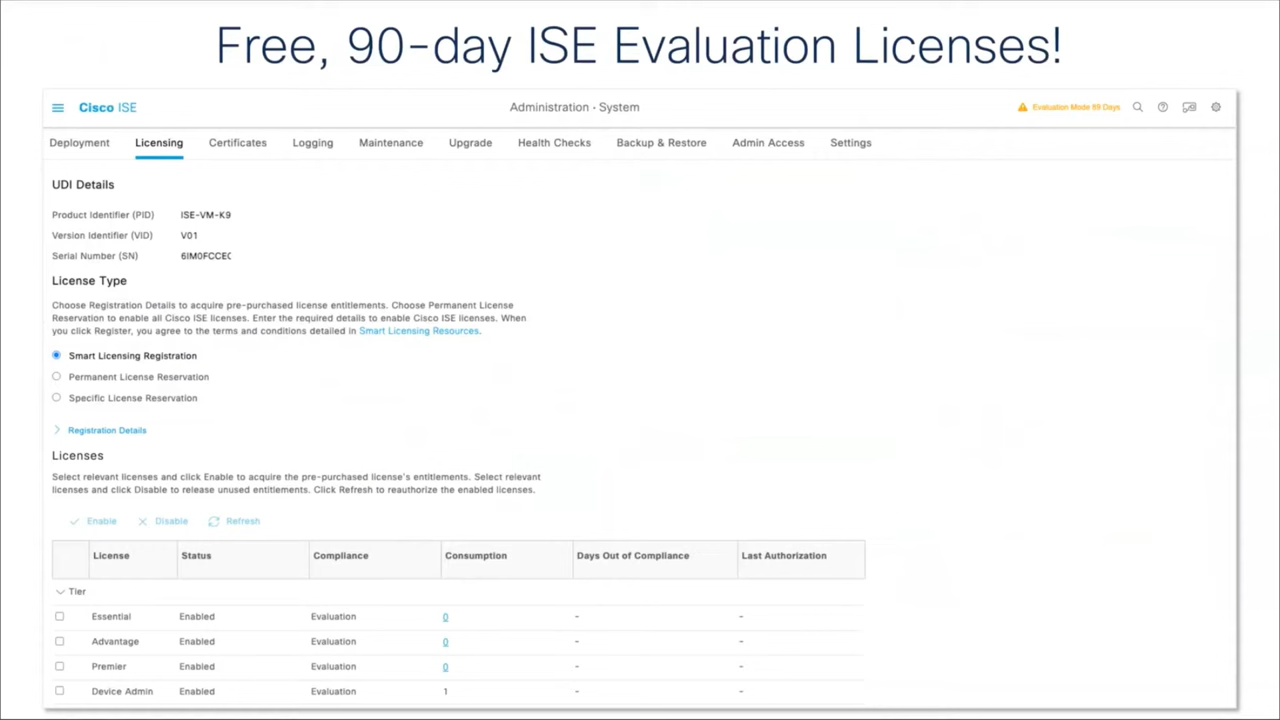 Free, 90-day ISE Evaluation Licenses!
Cisco ISE
Administration · System
Evaluation Mode 89 Days
Deployment Licensing Certificates Logging Maintenance Upgrade Health Checks Backup & Restore Admin Access Settings
UDI Details
Product Identifier (PID) ISE-VM-K9
Version Identifier (VID) V01
Serial Number (SN)
License Type
Choose Registration Details to acquire pre-purchased license entitlements. Choose Permanent License
Reservation to enable all Cisco ISE licenses. Enter the required details to enable Cisco ISE licenses. When
you click Register, you agree to the terms and conditions detailed in Smart Licensing Resources.
Smart Licensing Registration
Permanent License Reservation
Specific License Reservation
Registration Details
Licenses
Select relevant licenses and click Enable to acquire the pre-purchased license's entitlements. Select relevant
licenses and click Disable to release unused entitlements. Click Refresh to reauthorize the enabled licenses.
Enable Disable Refresh
License Status Compliance Consumption Days Out of Compliance Last Authorization
Tier
Essential Enabled Evaluation 0 - -
Advantage Enabled Evaluation 0 - -
Premier Enabled Evaluation 0 - -
Device Admin Enabled Evaluation 1 - -